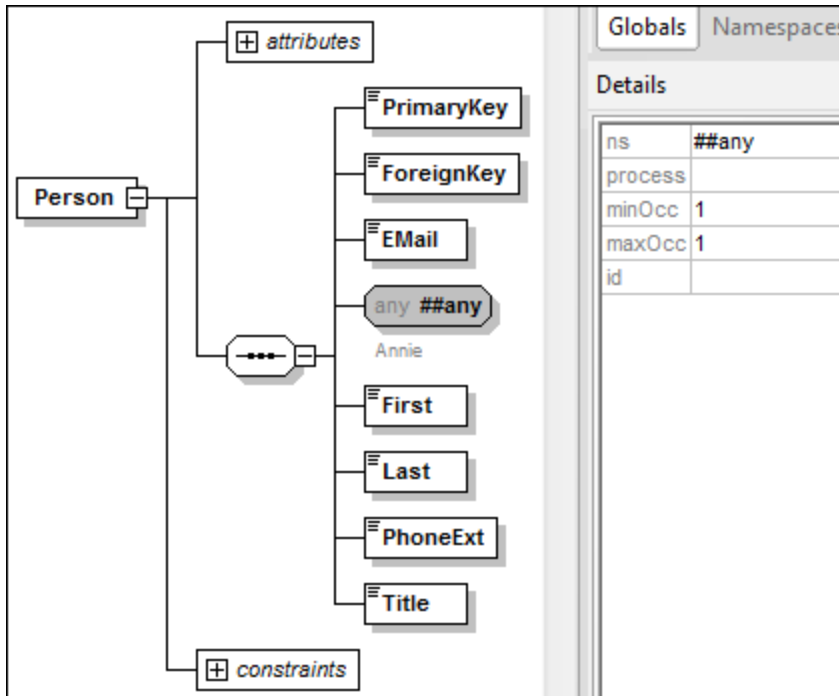 attributes
PrimaryKey
ForeignKey
Person
EMail
any ##any
Annie
First
Last
PhoneExt
Title
constraints
Globals Namespaces
Details
ns ##any
process
minOcc 1
maxOcc 1
id